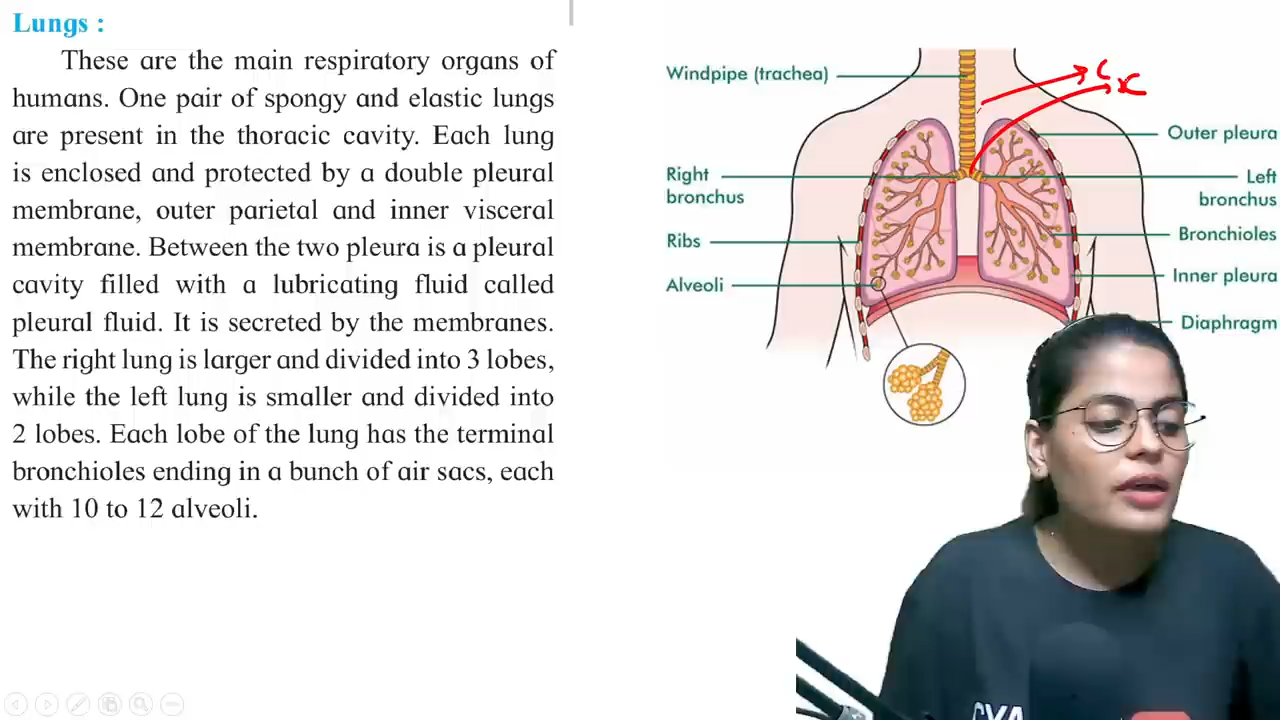 Lungs :
These are the main respiratory organs of
humans. One pair of spongy and elastic lungs
are present in the thoracic cavity. Each lung
is enclosed and protected by a double pleural
membrane, outer parietal and inner visceral
membrane. Between the two pleura is a pleural
cavity filled with a lubricating fluid called
pleural fluid. It is secreted by the membranes.
The right lung is larger and divided into 3 lobes,
while the left lung is smaller and divided into
2 lobes. Each lobe of the lung has the terminal
bronchioles ending in a bunch of air sacs, each
with 10 to 12 alveoli.
Windpipe (trachea)
Right
bronchus
Ribs
Alveoli
Outer pleura
Left
bronchus
Bronchioles
Inner pleura
Diaphragm